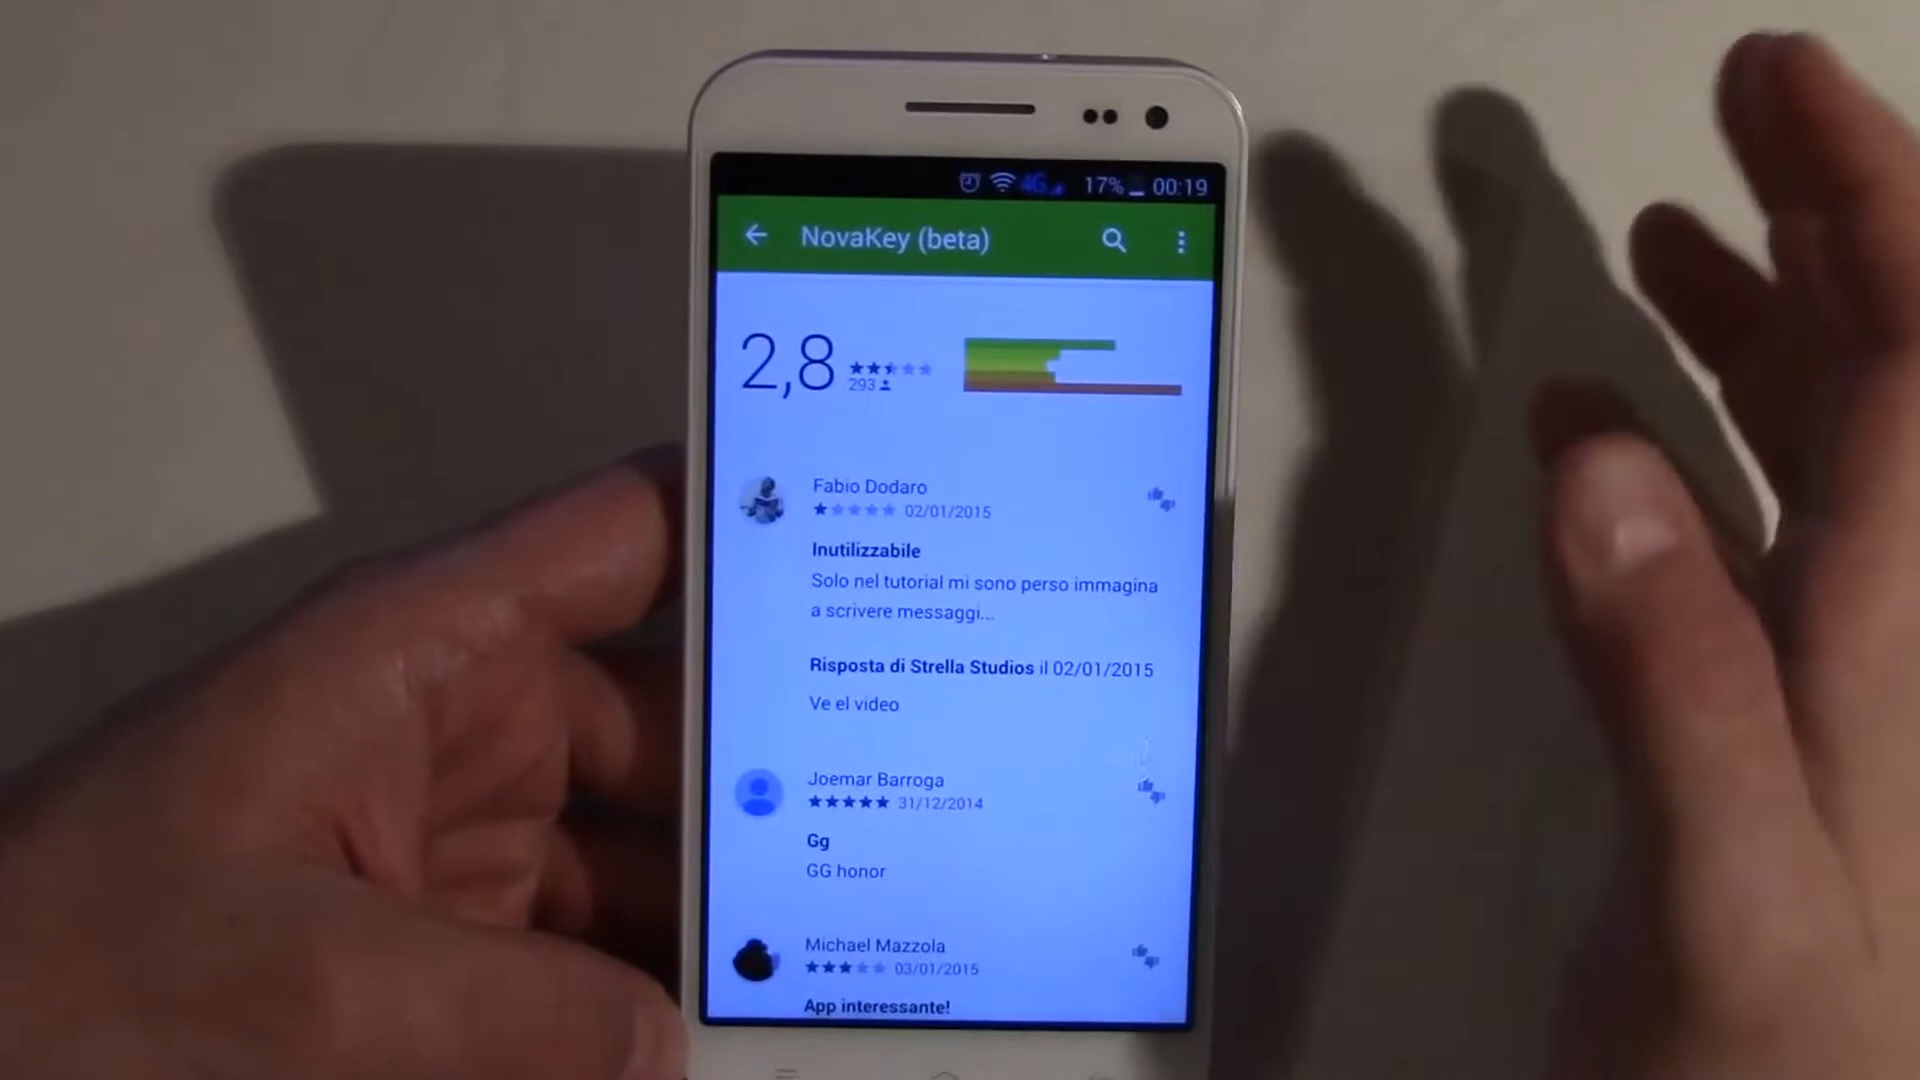 4G 17% 00:19
NovaKey (beta)
2,8
293
Fabio Dodaro
02/01/2015
Inutilizzabile
Solo nel tutorial mi sono perso immagina
a scrivere messaggi...
Risposta di Strella Studios il 02/01/2015
Ve el video
Joemar Barroga
31/12/2014
Gg
GG honor
Michael Mazzola
03/01/2015
App interessante!